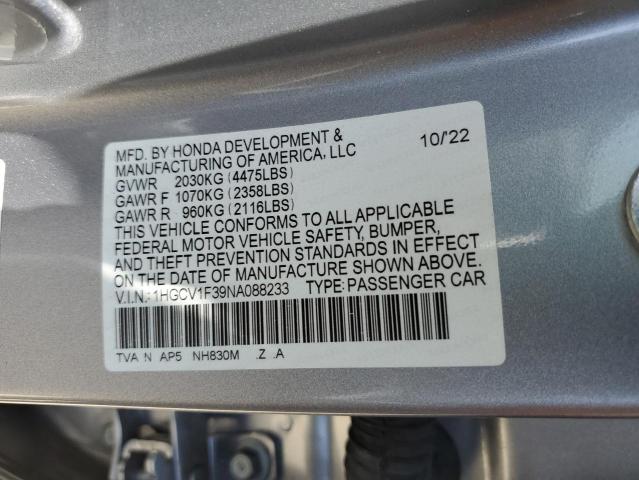 MFD. BY HONDA DEVELOPMENT & 10/22
MANUFACTURING OF AMERICA, LLC
GVWR 2030KG (4475LBS)
GAWR F 1070KG (2358LBS)
GAWR R 960KG (2116LBS)
THIS VEHICLE CONFORMS TO ALL APPLICABLE
FEDERAL MOTOR VEHICLE SAFETY, BUMPER,
AND THEFT PREVENTION STANDARDS IN EFFECT
ON THE DATE OF MANUFACTURE SHOWN ABOVE.
V.I.N.: 1HGCV1F39NA088233 TYPE: PASSENGER CAR
TVA N AP5 NH830M .Z .A